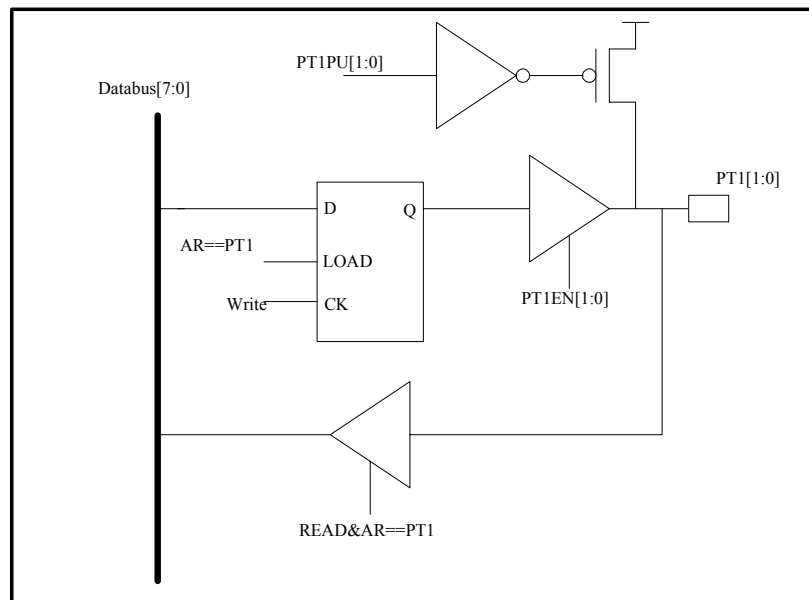 PT1PU[1:0]
Databus[7:0]
PT1[1:0]
D
Q
AR==PT1
LOAD
PT1EN[1:0]
Write
CK
READ&AR==PT1